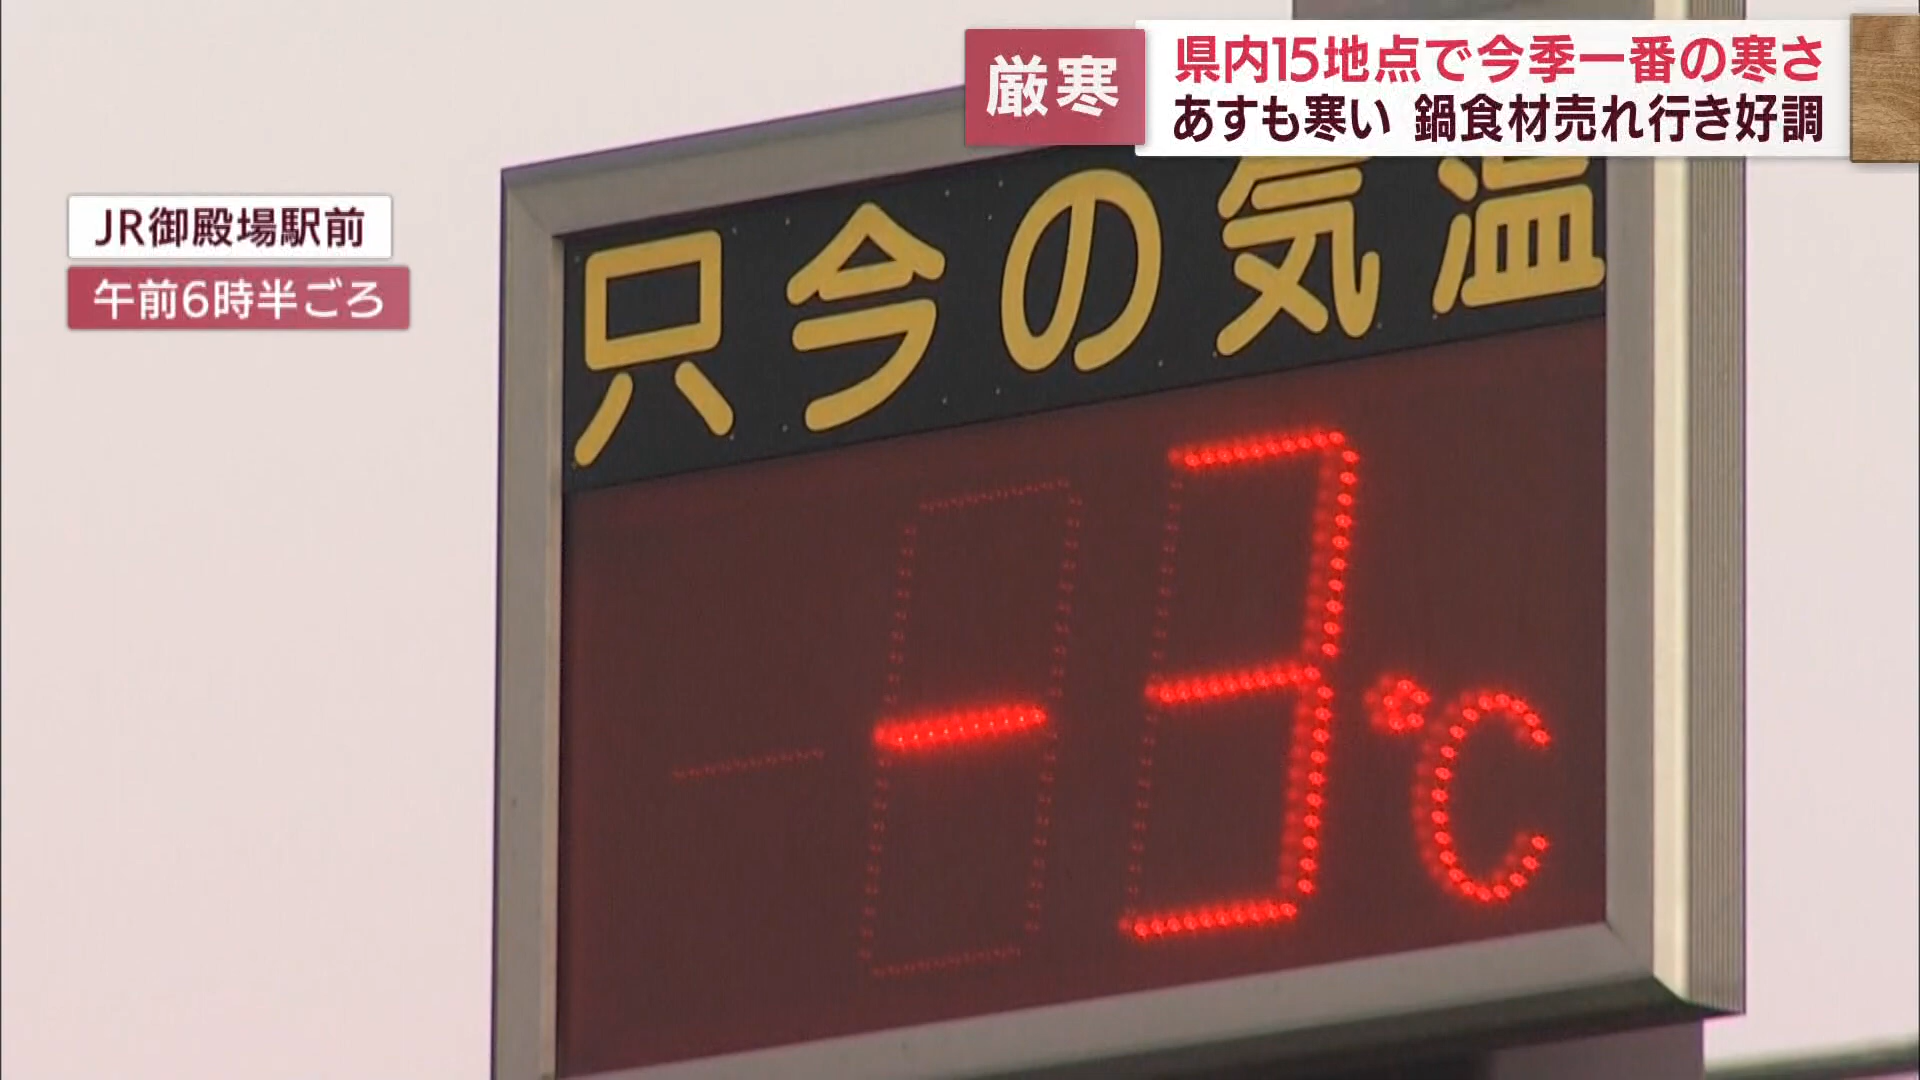 厳寒
県内15地点で今季一番の寒さ
あすも寒い 鍋食材売れ行き好調
JR御殿場駅前
午前6時半ごろ
只今の気温
-3℃